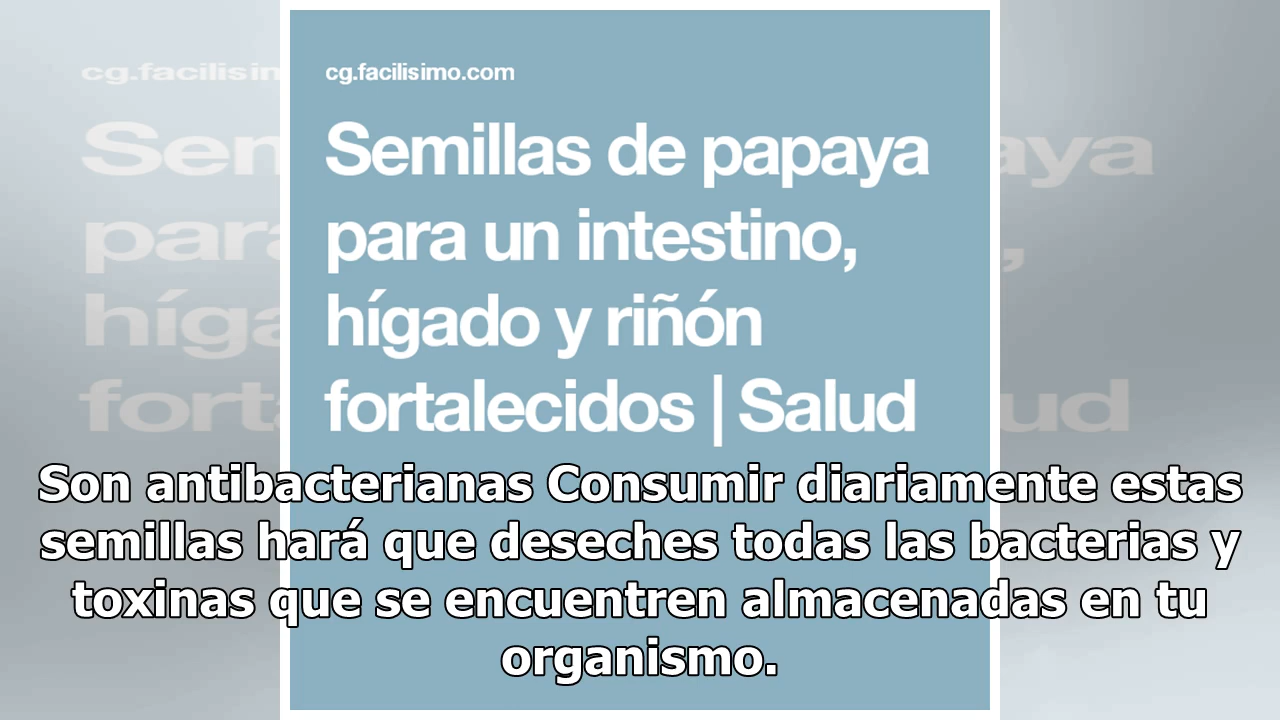 cg.facilisimo.com
Semillas de papaya
para un intestino,
hígado y riñón
fortalecidos | Salud
Son antibacterianas Consumir diariamente estas
semillas hará que deseches todas las bacterias y
toxinas que se encuentren almacenadas en tu
organismo.